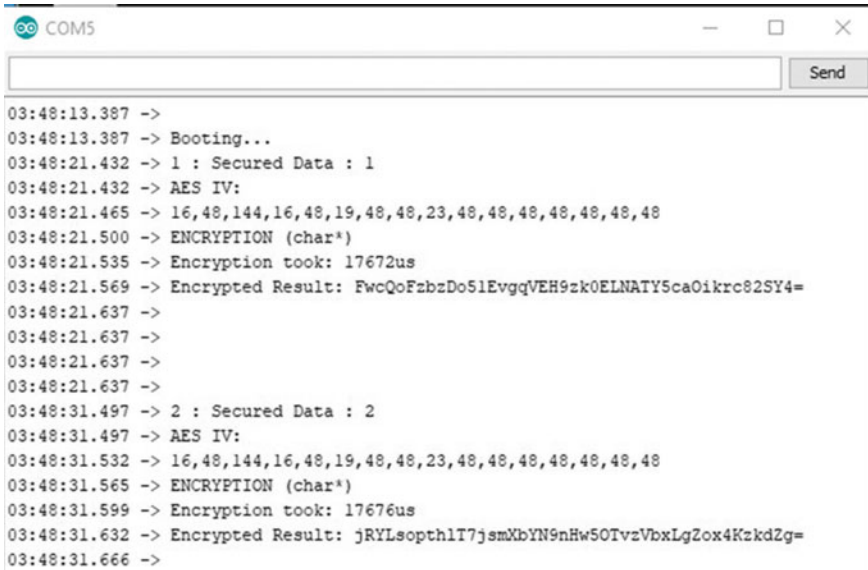 COM5
Send
03:48:13.387 ->
03:48:13.387 -> Booting...
03:48:21.432 -> 1 : Secured Data : 1
03:48:21.432 -> AES IV:
03:48:21.465 -> 16,48,144,16,48,19,48,48,23,48,48,48,48,48,48,48
03:48:21.500 -> ENCRYPTION (char*)
03:48:21.535 -> Encryption took: 17672us
03:48:21.569 -> Encrypted Result: FwcQoFzbzDo51EvgqVEH9zk0ELNATY5caOikrc82SY4=
03:48:21.637 ->
03:48:21.637 ->
03:48:21.637 ->
03:48:21.637 ->
03:48:31.497 -> 2 : Secured Data : 2
03:48:31.497 -> AES IV:
03:48:31.532 -> 16,48,144,16,48,19,48,48,23,48,48,48,48,48,48,48
03:48:31.565 -> ENCRYPTION (char*)
03:48:31.599 -> Encryption took: 17676us
03:48:31.632 -> Encrypted Result: jRYLsopthlT7jsmXbYN9nHw5OTvzVbxLgZox4KzkdZg=
03:48:31.666 ->